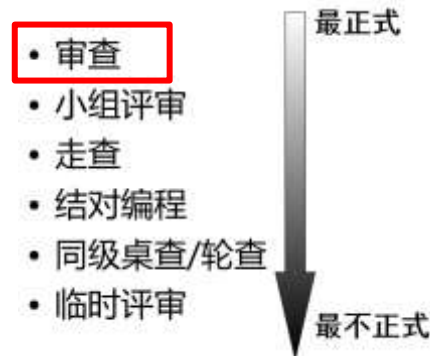 最正式
• 审查
• 小组评审
• 走查
• 结对编程
• 同级桌查/轮查
• 临时评审
最不正式